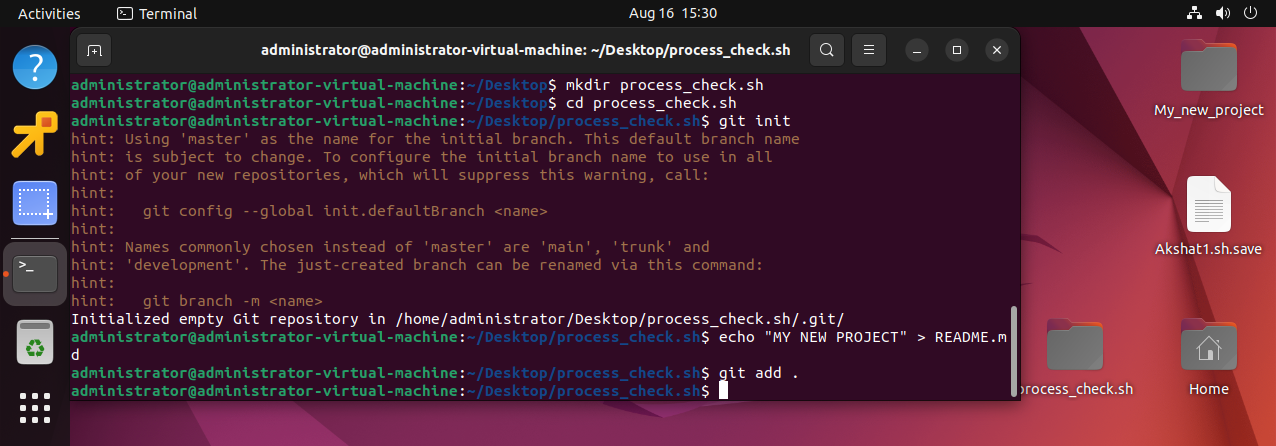 Activities
Terminal
Aug 16 15:30
administrator@administrator-virtual-machine: ~/Desktop/process_check.sh
administrator@administrator-virtual-machine:~/Desktop$ mkdir process_check.sh
administrator@administrator-virtual-machine:~/Desktop$ cd process_check.sh
administrator@administrator-virtual-machine:~/Desktop/process_check.sh$ git init
hint: Using 'master' as the name for the initial branch. This default branch name
hint: is subject to change. To configure the initial branch name to use in all
hint: of your new repositories, which will suppress this warning, call:
hint:
hint:   git config --global init.defaultBranch <name>
hint:
hint: Names commonly chosen instead of 'master' are 'main', 'trunk' and
hint: 'development'. The just-created branch can be renamed via this command:
hint:
hint:   git branch -m <name>
Initialized empty Git repository in /home/administrator/Desktop/process_check.sh/.git/
administrator@administrator-virtual-machine:~/Desktop/process_check.sh$ echo "MY NEW PROJECT" > README.m
d
administrator@administrator-virtual-machine:~/Desktop/process_check.sh$ git add .
administrator@administrator-virtual-machine:~/Desktop/process_check.sh$
My_new_project
Akshat1.sh.save
process_check.sh
Home